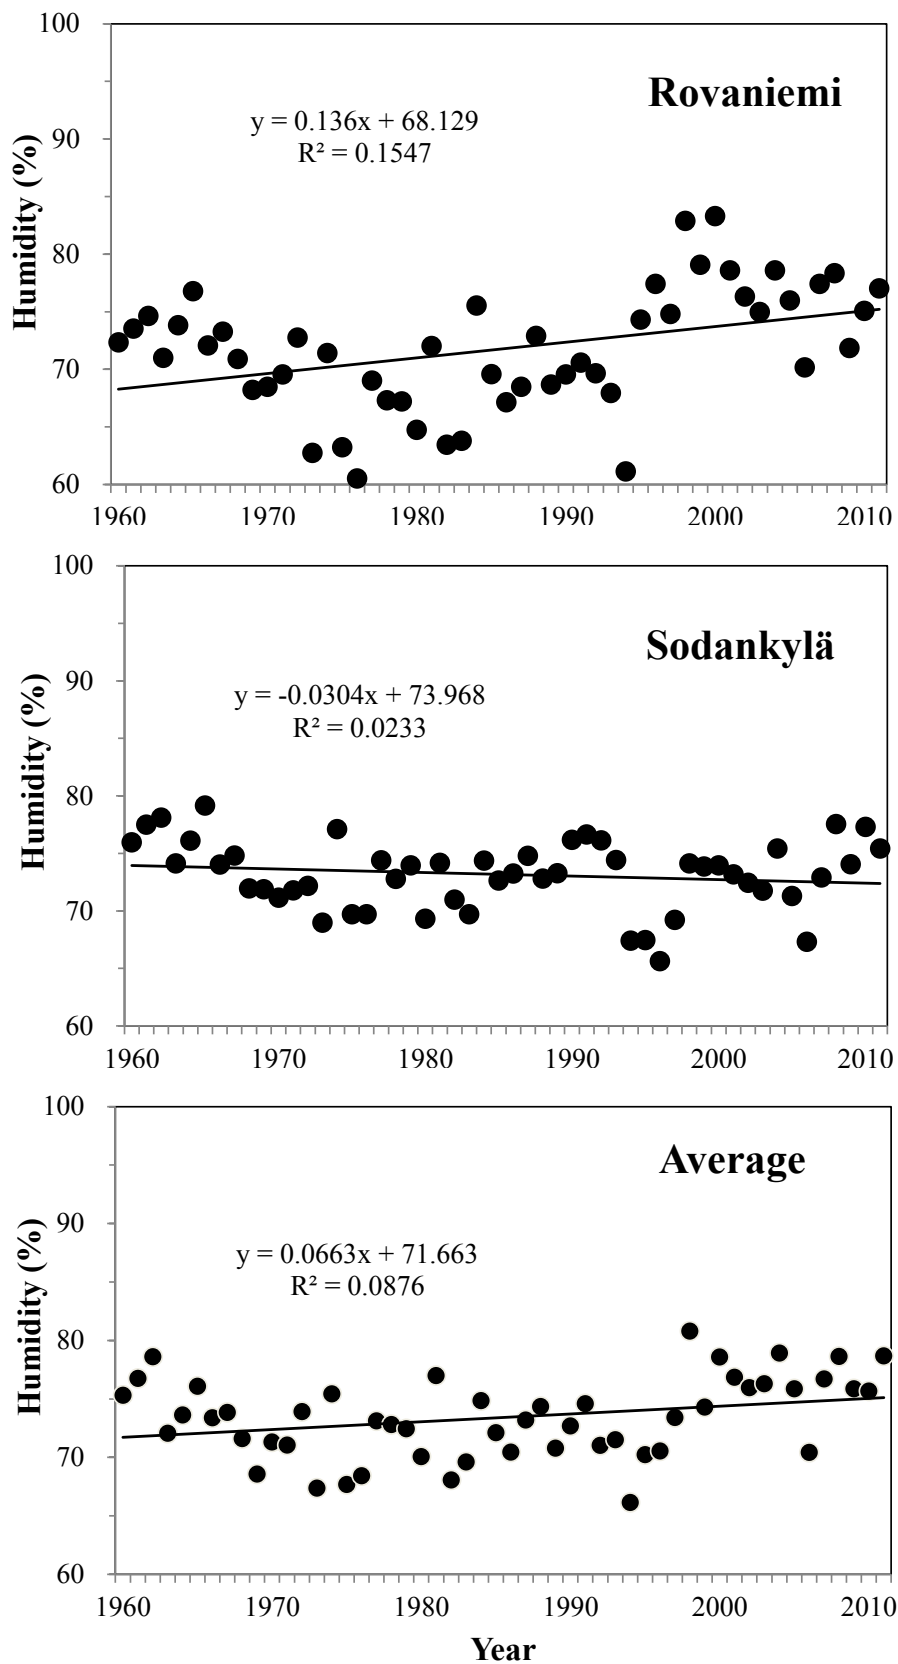 100
Rovaniemi
y = 0.136x + 68.129
R² = 0.1547
90
80
70
60
Humidity (%)
1960 1970 1980 1990 2000 2010
100
Sodankylä
y = -0.0304x + 73.968
R² = 0.0233
90
80
70
60
Humidity (%)
1960 1970 1980 1990 2000 2010
100
Average
y = 0.0663x + 71.663
R² = 0.0876
90
80
70
60
Humidity (%)
1960 1970 1980 1990 2000 2010
Year